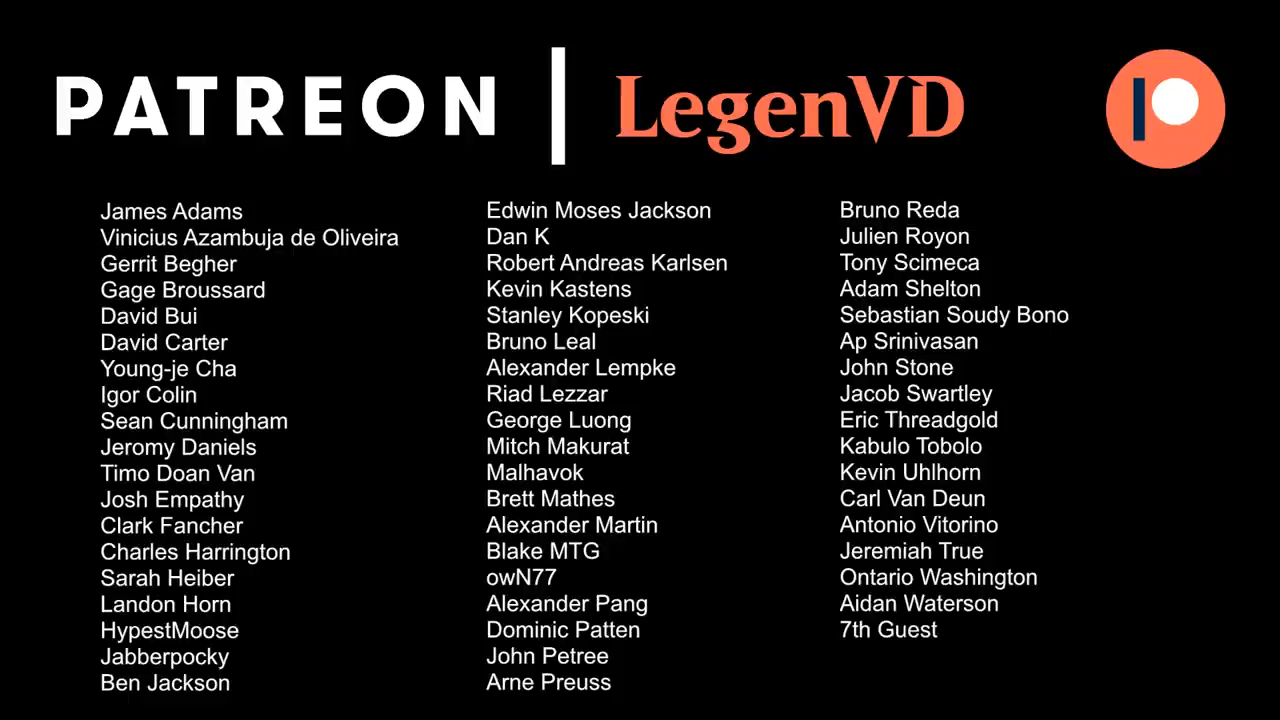 PATREON | LegenVD
James Adams
Vinicius Azambuja de Oliveira
Gerrit Begher
Gage Broussard
David Bui
David Carter
Young-je Cha
Igor Colin
Sean Cunningham
Jeromy Daniels
Timo Doan Van
Josh Empathy
Clark Fancher
Charles Harrington
Sarah Heiber
Landon Horn
HypestMoose
Jabberpocky
Ben Jackson
Edwin Moses Jackson
Dan K
Robert Andreas Karlsen
Kevin Kastens
Stanley Kopeski
Bruno Leal
Alexander Lempke
Riad Lezzar
George Luong
Mitch Makurat
Malhavok
Brett Mathes
Alexander Martin
Blake MTG
owN77
Alexander Pang
Dominic Patten
John Petree
Arne Preuss
Bruno Reda
Julien Royon
Tony Scimeca
Adam Shelton
Sebastian Soudy Bono
Ap Srinivasan
John Stone
Jacob Swartley
Eric Threadgold
Kabulo Tobolo
Kevin Uhlhorn
Carl Van Deun
Antonio Vitorino
Jeremiah True
Ontario Washington
Aidan Waterson
7th Guest